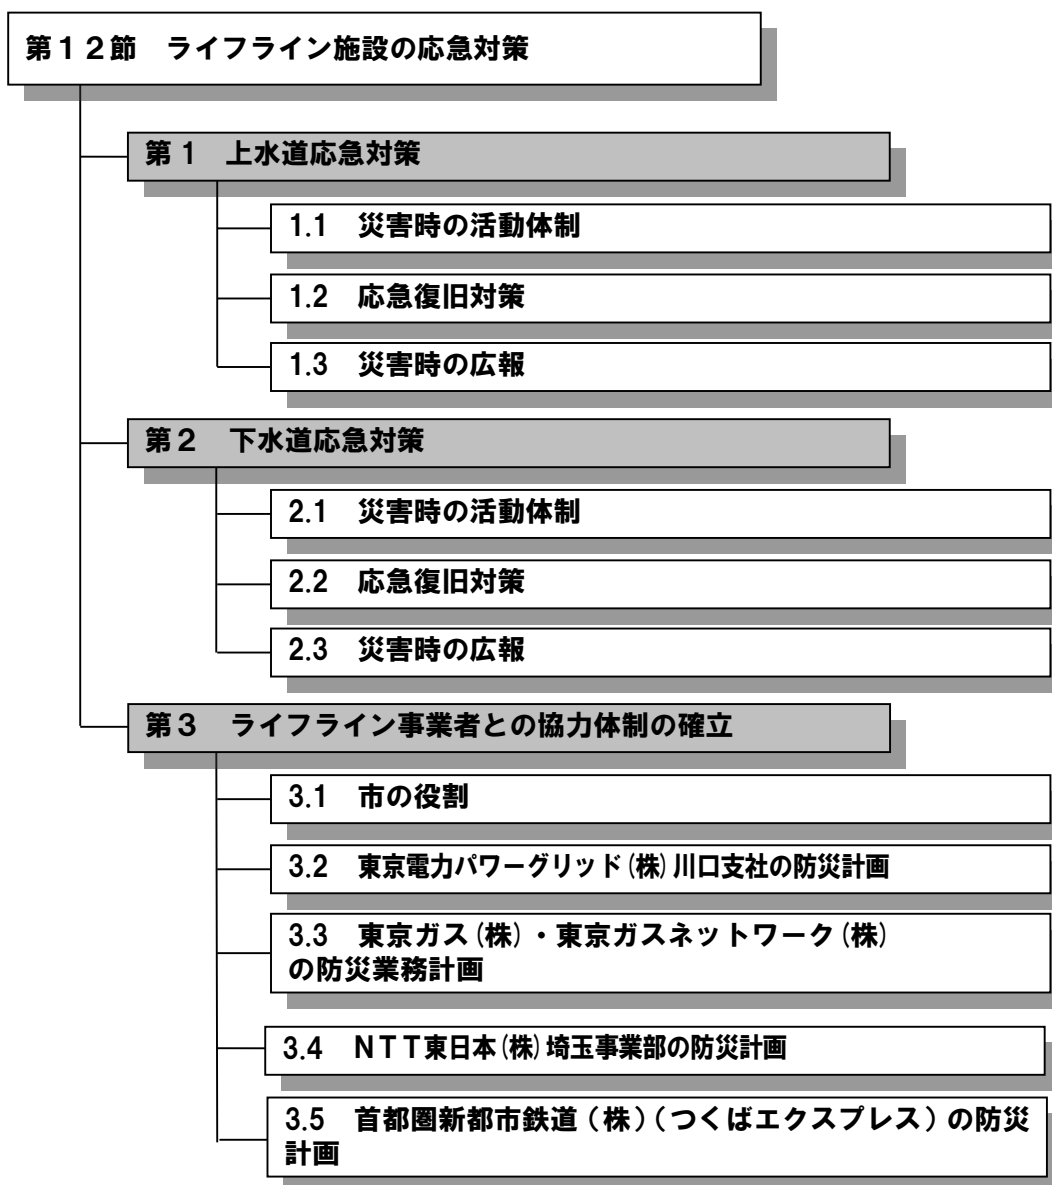 第１２節　ライフライン施設の応急対策
第１　上水道応急対策
1.1　災害時の活動体制
1.2　応急復旧対策
1.3　災害時の広報
第２　下水道応急対策
2.1　災害時の活動体制
2.2　応急復旧対策
2.3　災害時の広報
第３　ライフライン事業者との協力体制の確立
3.1　市の役割
3.2　東京電力パワーグリッド(株)川口支社の防災計画
3.3　東京ガス(株)・東京ガスネットワーク(株)
の防災業務計画
3.4　ＮＴＴ東日本(株)埼玉事業部の防災計画
3.5　首都圏新都市鉄道（株）（つくばエクスプレス）の防災
計画